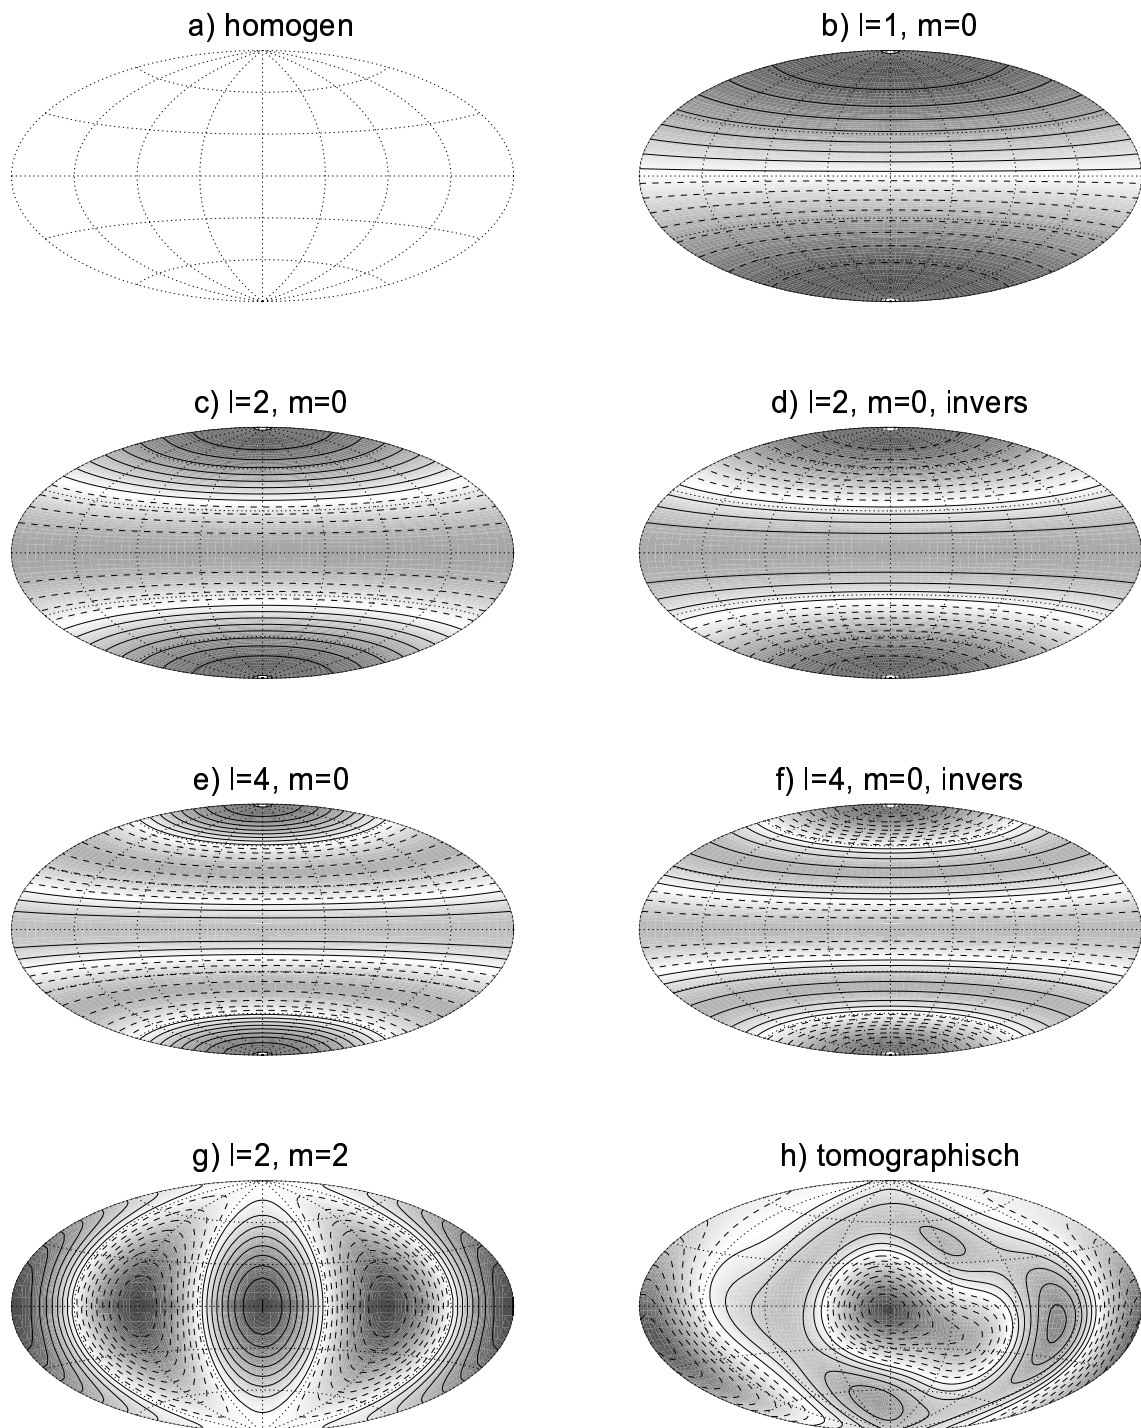 a) homogen
b) l=1, m=0
c) l=2, m=0
d) l=2, m=0, invers
e) l=4, m=0
f) l=4, m=0, invers
g) l=2, m=2
h) tomographisch